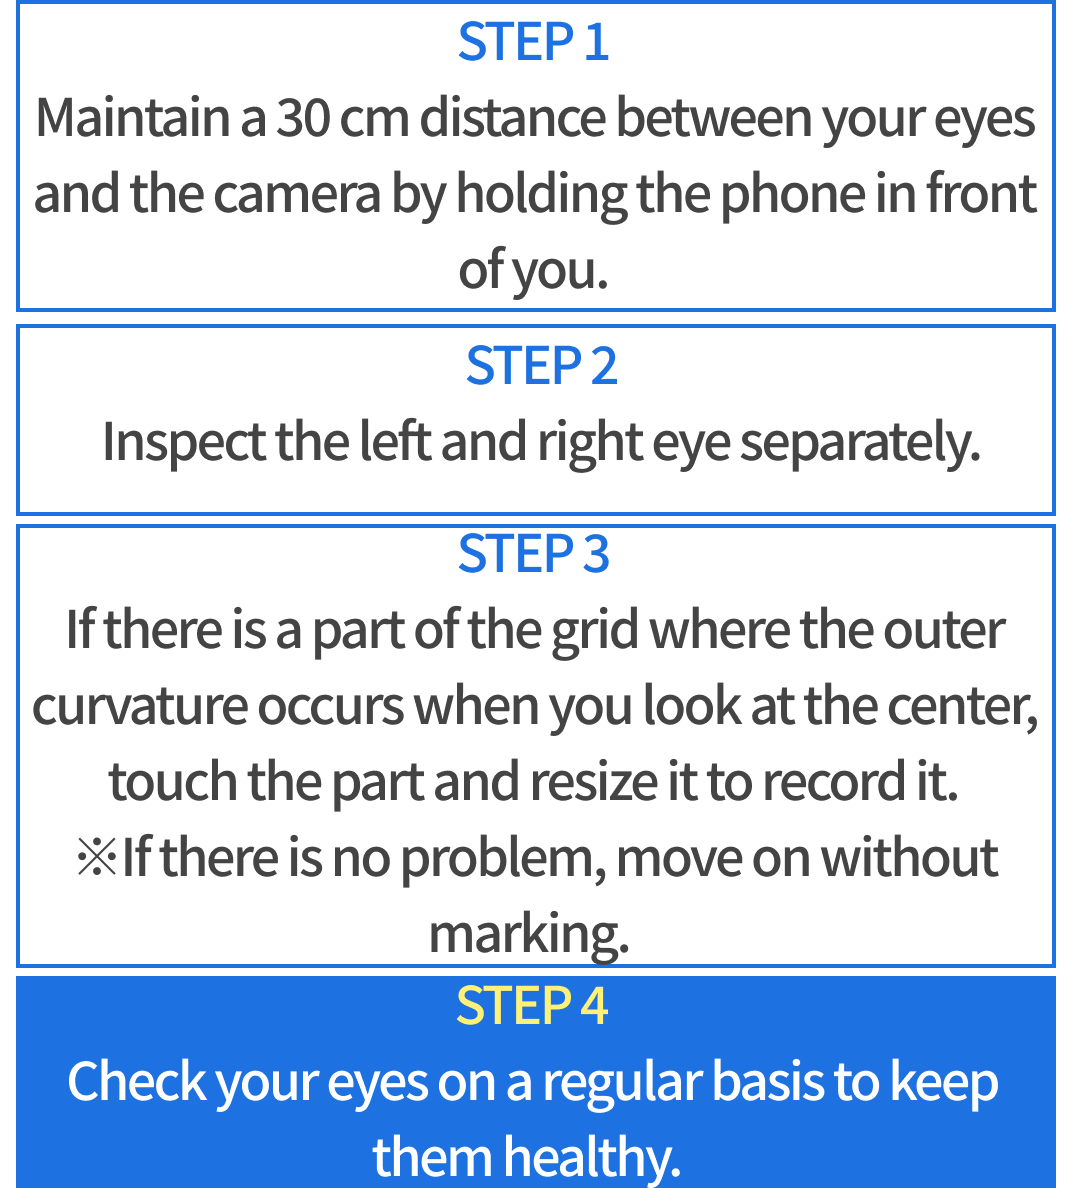 STEP 1
Maintain a 30 cm distance between your eyes
and the camera by holding the phone in front
of you.
STEP 2
Inspect the left and right eye separately.
STEP 3
If there is a part of the grid where the outer
curvature occurs when you look at the center,
touch the part and resize it to record it.
※If there is no problem, move on without
marking.
STEP 4
Check your eyes on a regular basis to keep
them healthy.